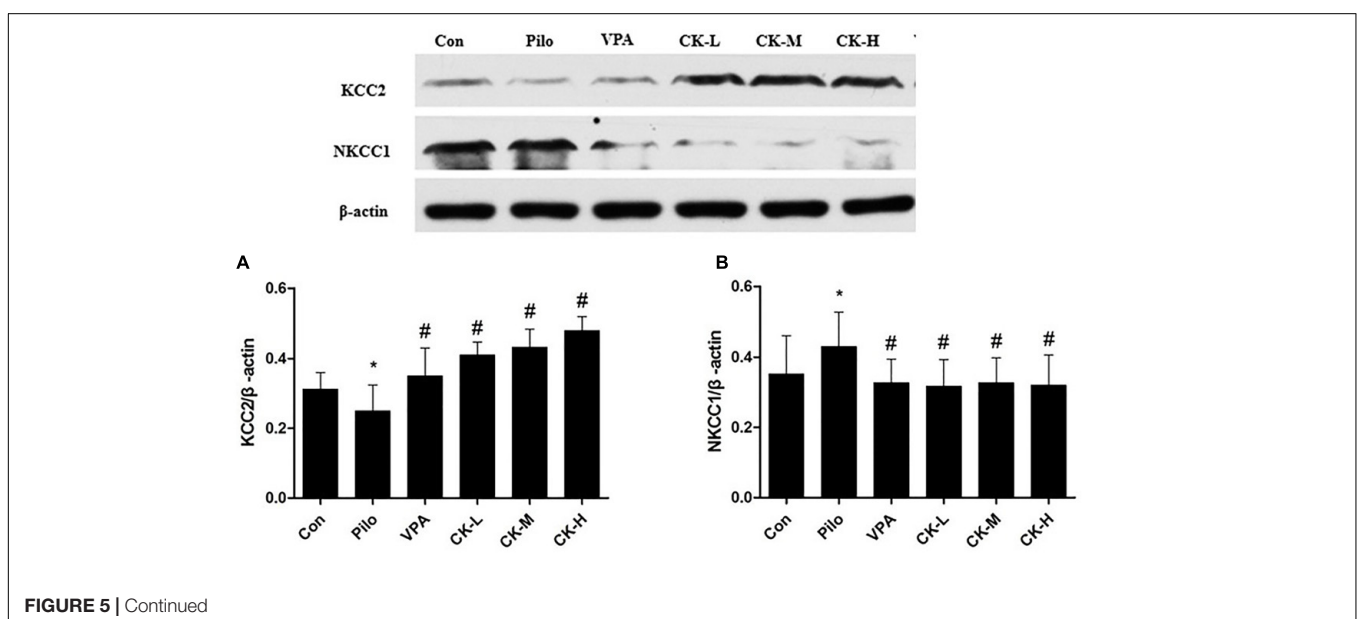 Con Pilo VPA CK-L CK-M CK-H
KCC2
NKCC1
β-actin
A
0.6
0.4
0.2
0.0
KCC2/β -actin
* # # # #
Con Pilo VPA CK-L CK-M CK-H
B
0.6
0.4
0.2
0.0
NKCC1/β -actin
* # # # #
Con Pilo VPA CK-L CK-M CK-H
FIGURE 5 | Continued